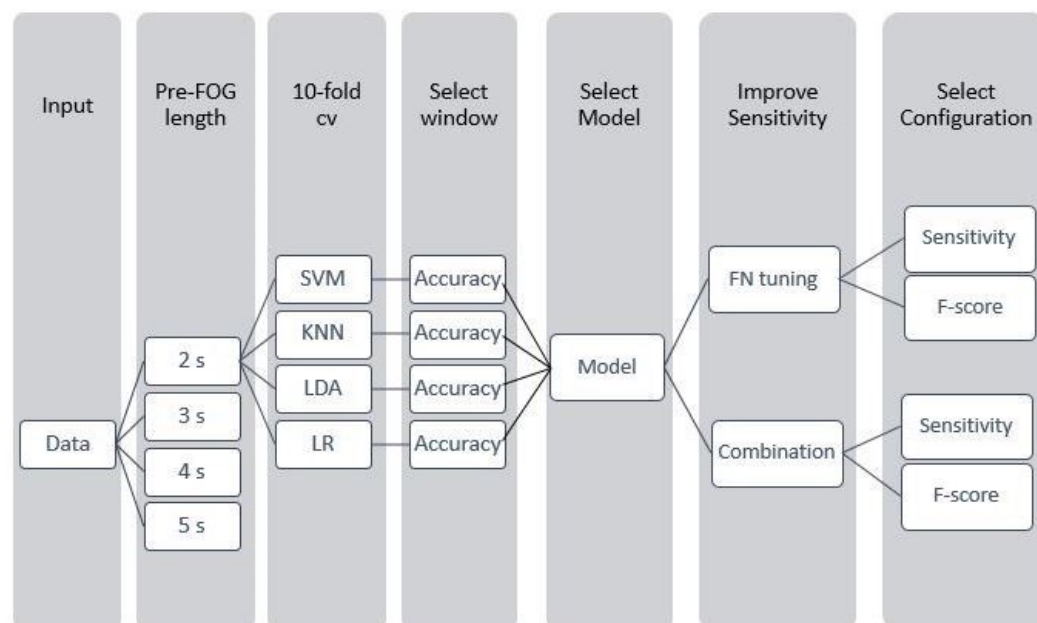 Input
Pre-FOG
length
10-fold
cv
Select
window
Select
Model
Improve
Sensitivity
Select
Configuration
Data
2 s
3 s
4 s
5 s
SVM
KNN
LDA
LR
Accuracy
Accuracy
Accuracy
Accuracy
Model
FN tuning
Combination
Sensitivity
F-score
Sensitivity
F-score